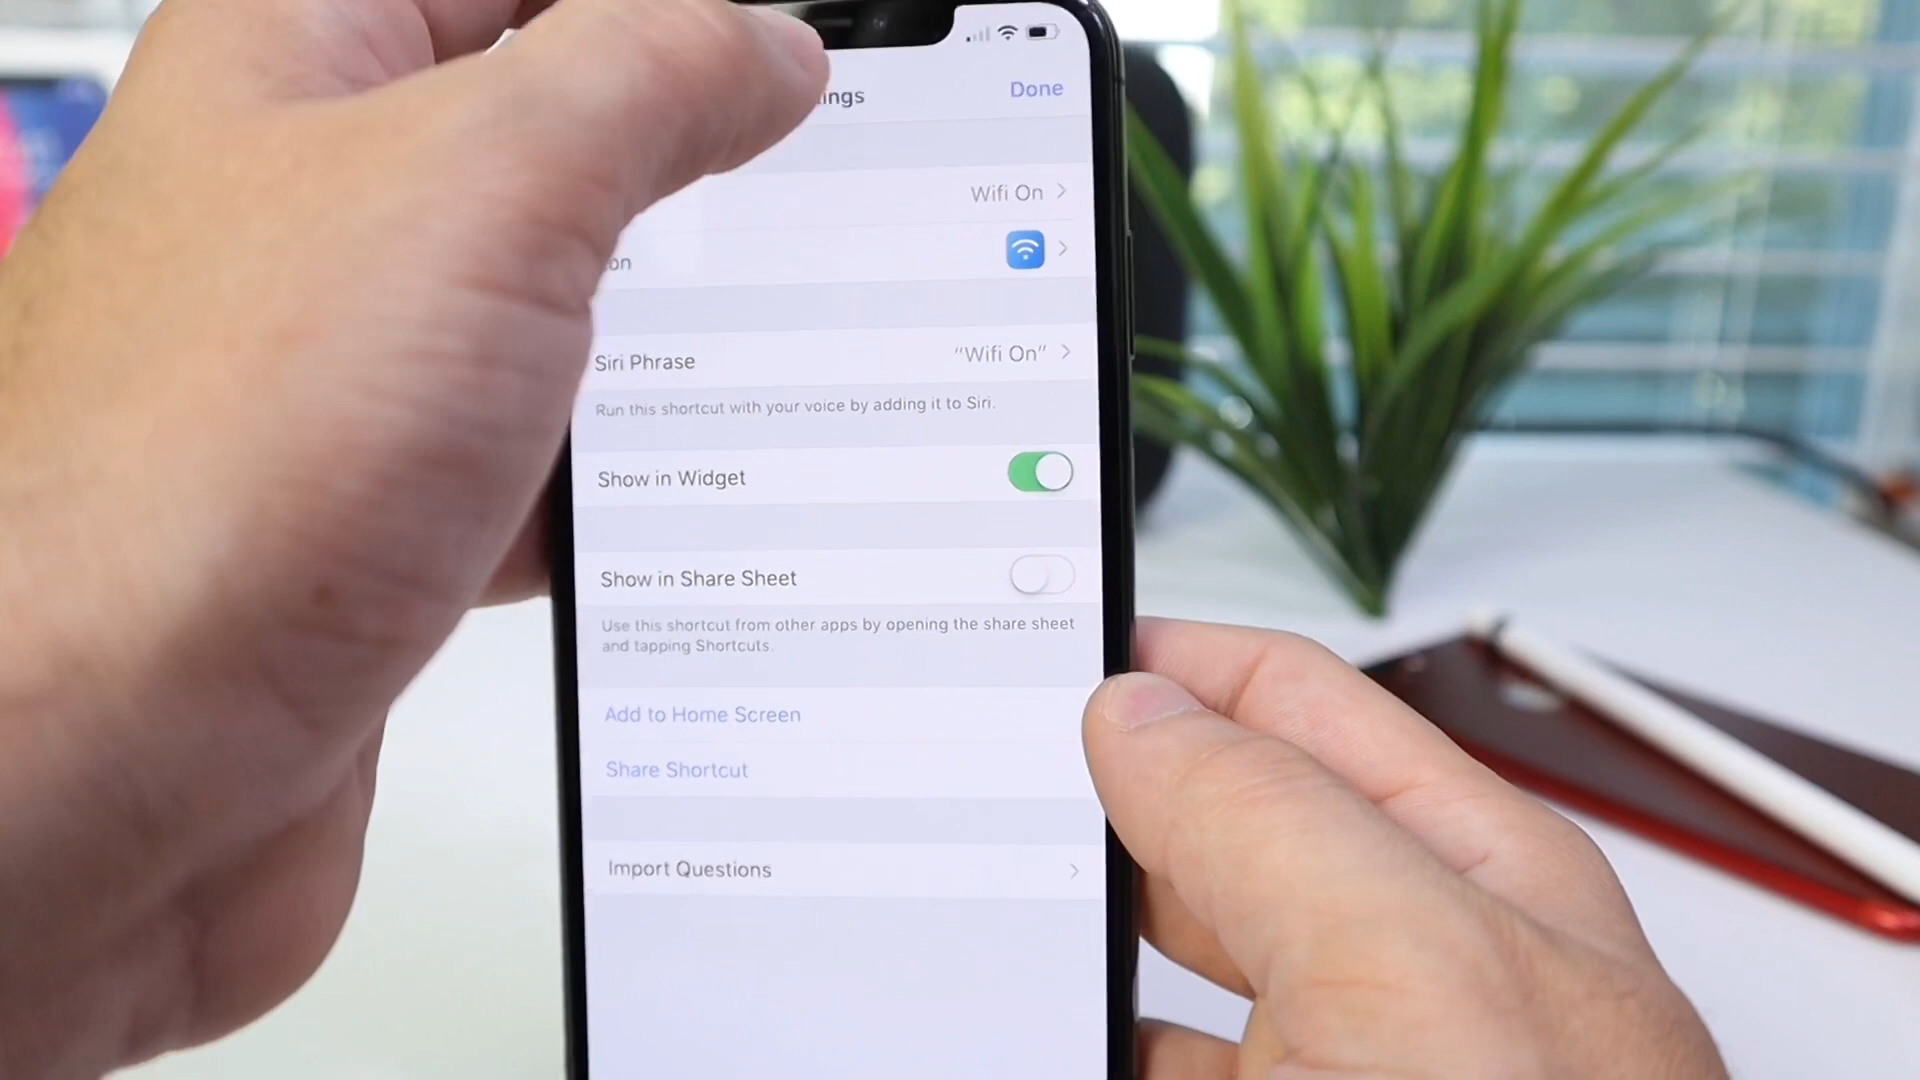 Done
Wifi On
Siri Phrase "Wifi On"
Run this shortcut with your voice by adding it to Siri.
Show in Widget
Show in Share Sheet
Use this shortcut from other apps by opening the share sheet
and tapping Shortcuts.
Add to Home Screen
Share Shortcut
Import Questions